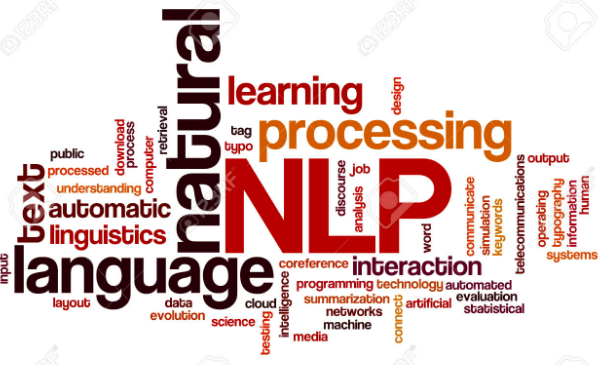 natural
learning
design
tag
typo
processing
public
download
process
computer
retrieval
processed
understanding
text
automatic
linguistics
NLP
discourse
analysis
job
word
communicate
simulation
keywords
telecommunications
output
operating
typography
information
human
systems
input
language
coreference
interaction
layout
data
evolution
cloud
science
testing
intelligence
programming
technology
automated
summarization
artificial
evaluation
networks
statistical
machine
connect
media
123RF